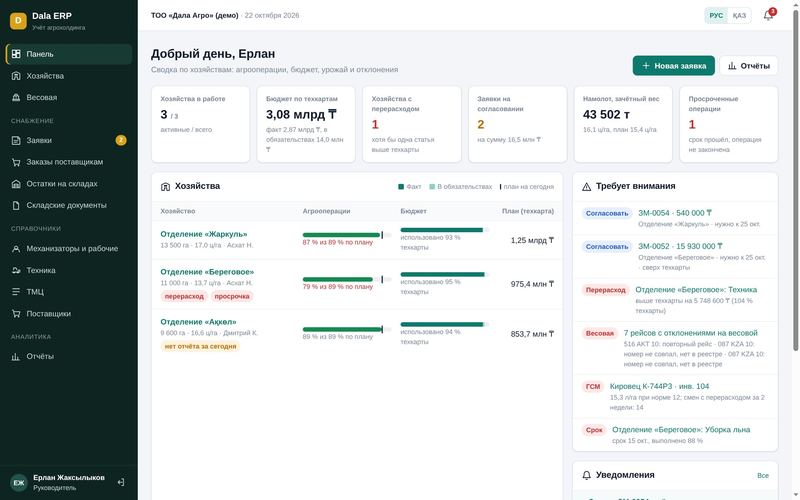 D
Dala ERP
Учёт агрохолдинга
Панель
Хозяйства
Весовая
СНАБЖЕНИЕ
Заявки
2
Заказы поставщикам
Остатки на складах
Складские документы
СПРАВОЧНИКИ
Механизаторы и рабочие
Техника
ТМЦ
Поставщики
АНАЛИТИКА
Отчёты
ЕЖ
Ерлан Жаксылыков
Руководитель
ТОО «Дала Агро» (демо) · 22 октября 2026
РУС ҚАЗ
3
Добрый день, Ерлан
Сводка по хозяйствам: агрооперации, бюджет, урожай и отклонения
Новая заявка
Отчёты
Хозяйства в работе
3 / 3
активные / всего
Бюджет по техкартам
3,08 млрд ₸
факт 2,87 млрд ₸, в
обязательствах 14,0 млн
₸
Хозяйства с
перерасходом
1
хотя бы одна статья
выше техкарты
Заявки на
согласовании
2
на сумму 16,5 млн ₸
Намолот, зачётный вес
43 502 т
16,1 ц/га, план 15,4 ц/га
Просроченные
операции
1
срок прошёл, операция
не закончена
Хозяйства
Факт В обязательствах план на сегодня
Хозяйство Агрооперации Бюджет План (техкарта)
Отделение «Жаркуль»
13 500 га · 17,0 ц/га · Асхат Н.
87 % из 89 % по плану
использовано 93 %
техкарты
1,25 млрд ₸
Отделение «Береговое»
11 000 га · 13,7 ц/га · Асхат Н.
перерасход просрочка
79 % из 89 % по плану
использовано 95 %
техкарты
975,4 млн ₸
Отделение «Ақкөл»
9 600 га · 16,6 ц/га · Дмитрий К.
нет отчёта за сегодня
89 % из 89 % по плану
использовано 94 %
техкарты
853,7 млн ₸
Требует внимания
Согласовать
ЗМ-0054 · 540 000 ₸
Отделение «Жаркуль» · нужно к 25 окт.
Согласовать
ЗМ-0052 · 15 930 000 ₸
Отделение «Береговое» · нужно к 25 окт.
· сверх техкарты
Перерасход
Отделение «Береговое»: Техника
выше техкарты на 5 748 600 ₸ (104 %
техкарты)
Весовая
7 рейсов с отклонениями на весовой
516 AKT 10: повторный рейс · 087 KZA 10:
номер не совпал, нет в реестре · 087 KZA 10:
номер не совпал, нет в реестре
ГСМ
Кировец К-744Р3 · инв. 104
15,3 л/га при норме 12; смен с перерасходом за 2
недели: 14
Срок
Отделение «Береговое»: Уборка льна
срок 15 окт., выполнено 88 %
Уведомления
Все